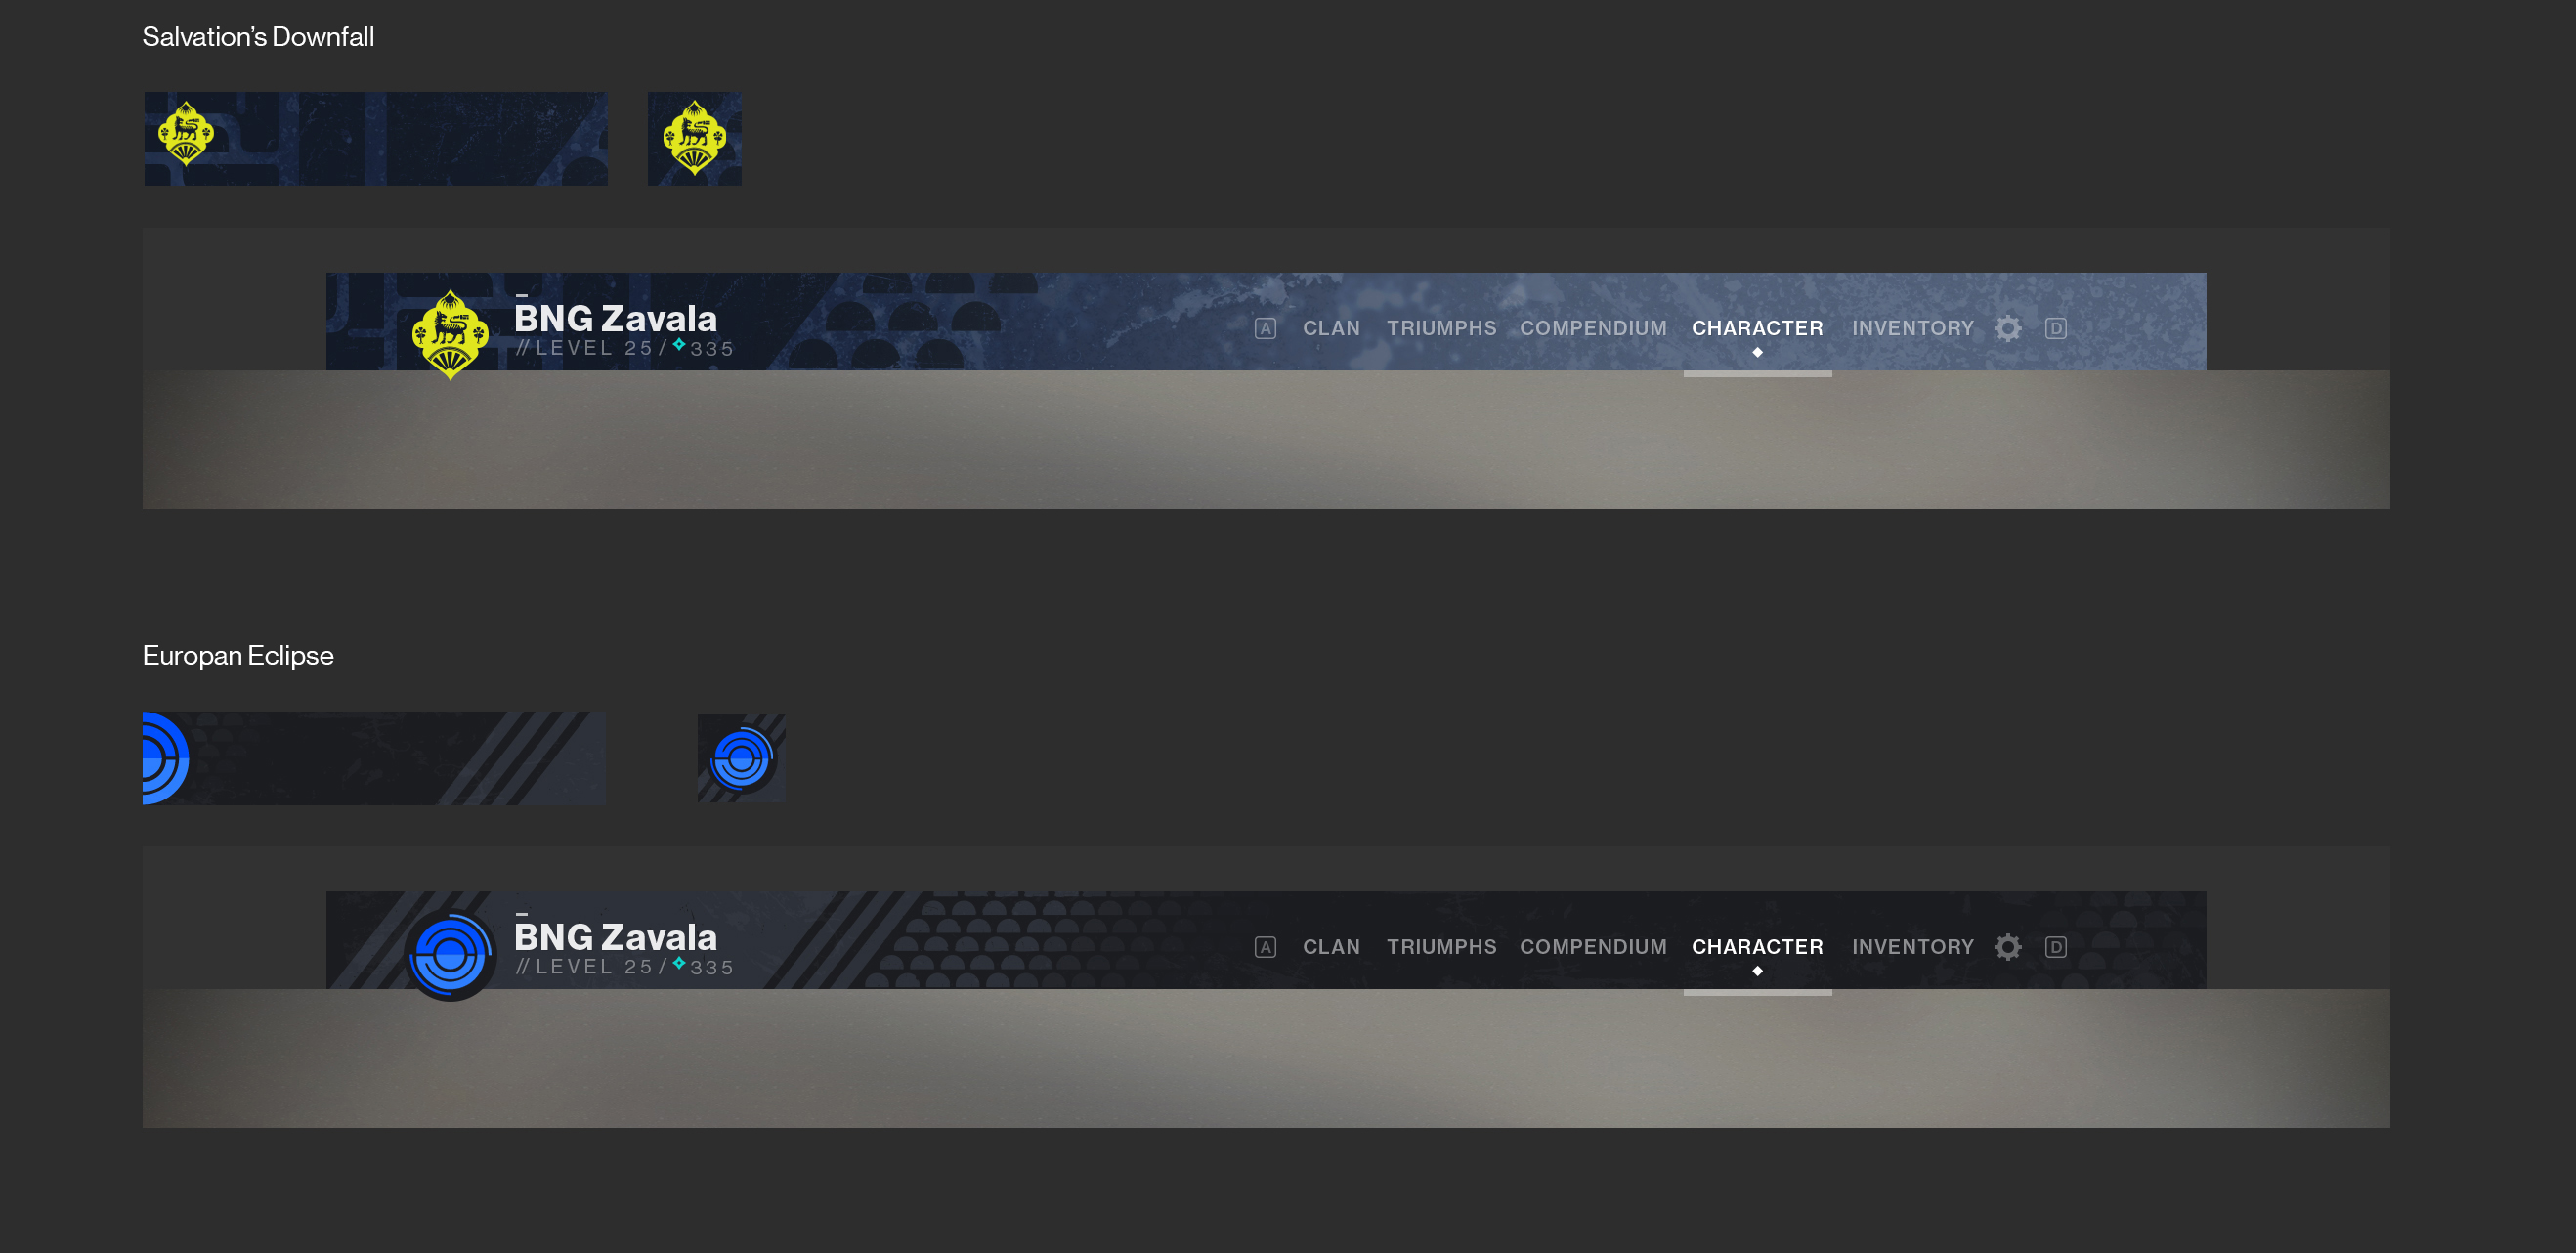 Salvation’s Downfall
BNG Zavala
// LEVEL 25 / 335
A CLAN TRIUMPHS COMPENDIUM CHARACTER INVENTORY D
Europan Eclipse
BNG Zavala
// LEVEL 25 / 335
A CLAN TRIUMPHS COMPENDIUM CHARACTER INVENTORY D